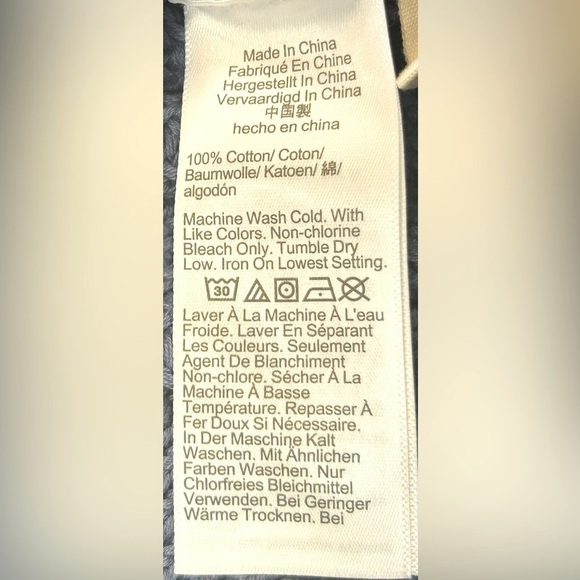 Made In China
Fabriqué En Chine
Hergestellt In China
Vervaardigd In China
中国製
hecho en china
100% Cotton/ Coton/
Baumwolle/ Katoen/ 綿/
algodón
Machine Wash Cold. With
Like Colors. Non-chlorine
Bleach Only. Tumble Dry
Low. Iron On Lowest Setting.
30
Laver À La Machine À L'eau
Froide. Laver En Séparant
Les Couleurs. Seulement
Agent De Blanchiment
Non-chlore. Sécher À La
Machine À Basse
Température. Repasser À
Fer Doux Si Nécessaire.
In Der Maschine Kalt
Waschen. Mit Ähnlichen
Farben Waschen. Nur
Chlorfreies Bleichmittel
Verwenden. Bei Geringer
Wärme Trocknen. Bei